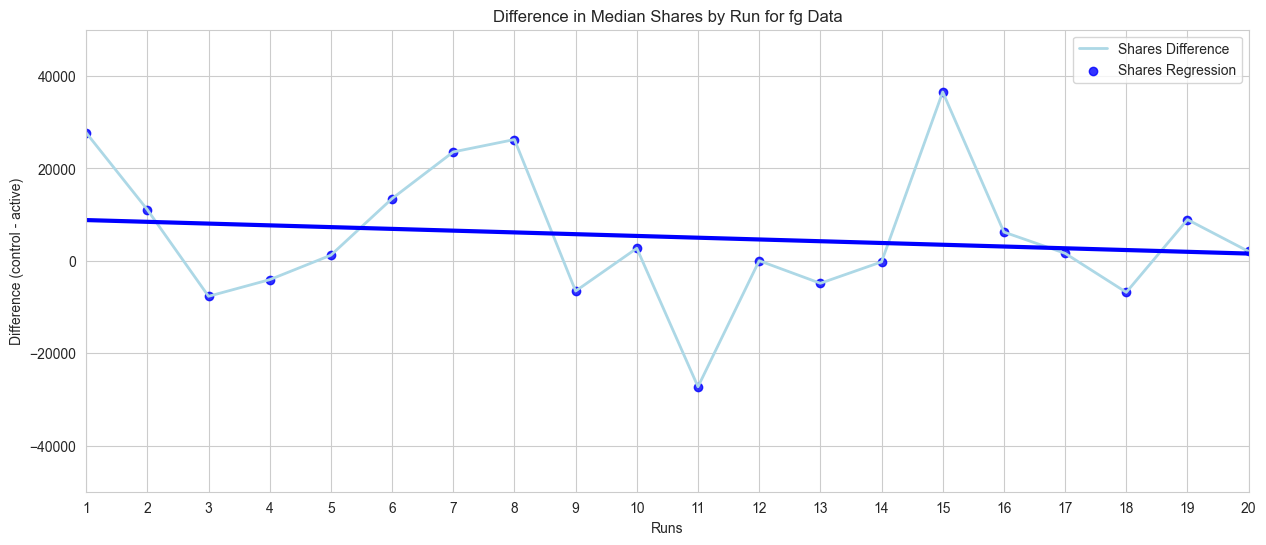 Difference in Median Shares by Run for fg Data
Shares Difference
Shares Regression
Difference (control - active)
40000
20000
0
−20000
−40000
1 2 3 4 5 6 7 8 9 10 11 12 13 14 15 16 17 18 19 20
Runs